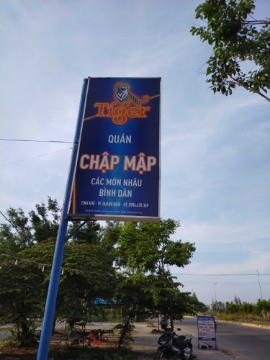 Tiger
QUÁN
CHẬP MẬP
CÁC MÓN NHẬU
BÌNH DÂN